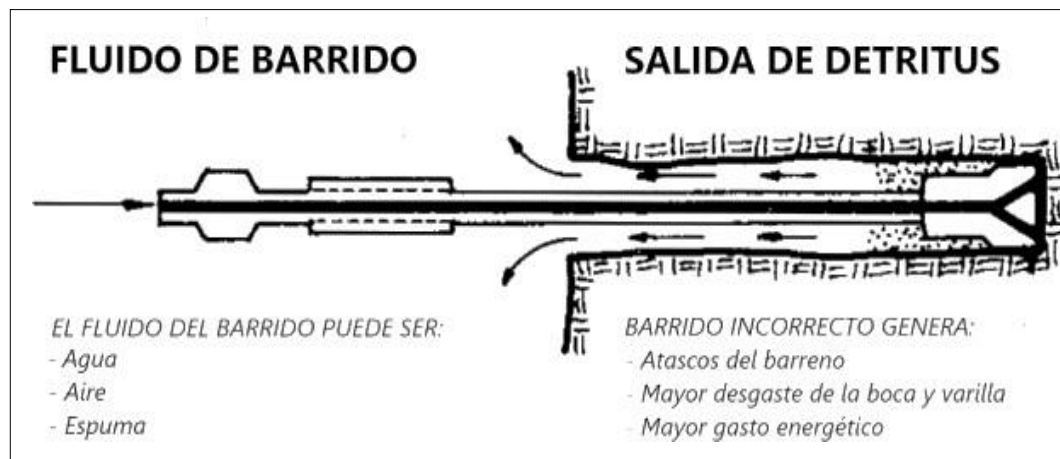 FLUIDO DE BARRIDO
SALIDA DE DETRITUS
EL FLUIDO DEL BARRIDO PUEDE SER:
- Agua
- Aire
- Espuma
BARRIDO INCORRECTO GENERA:
- Atascos del barreno
- Mayor desgaste de la boca y varilla
- Mayor gasto energético